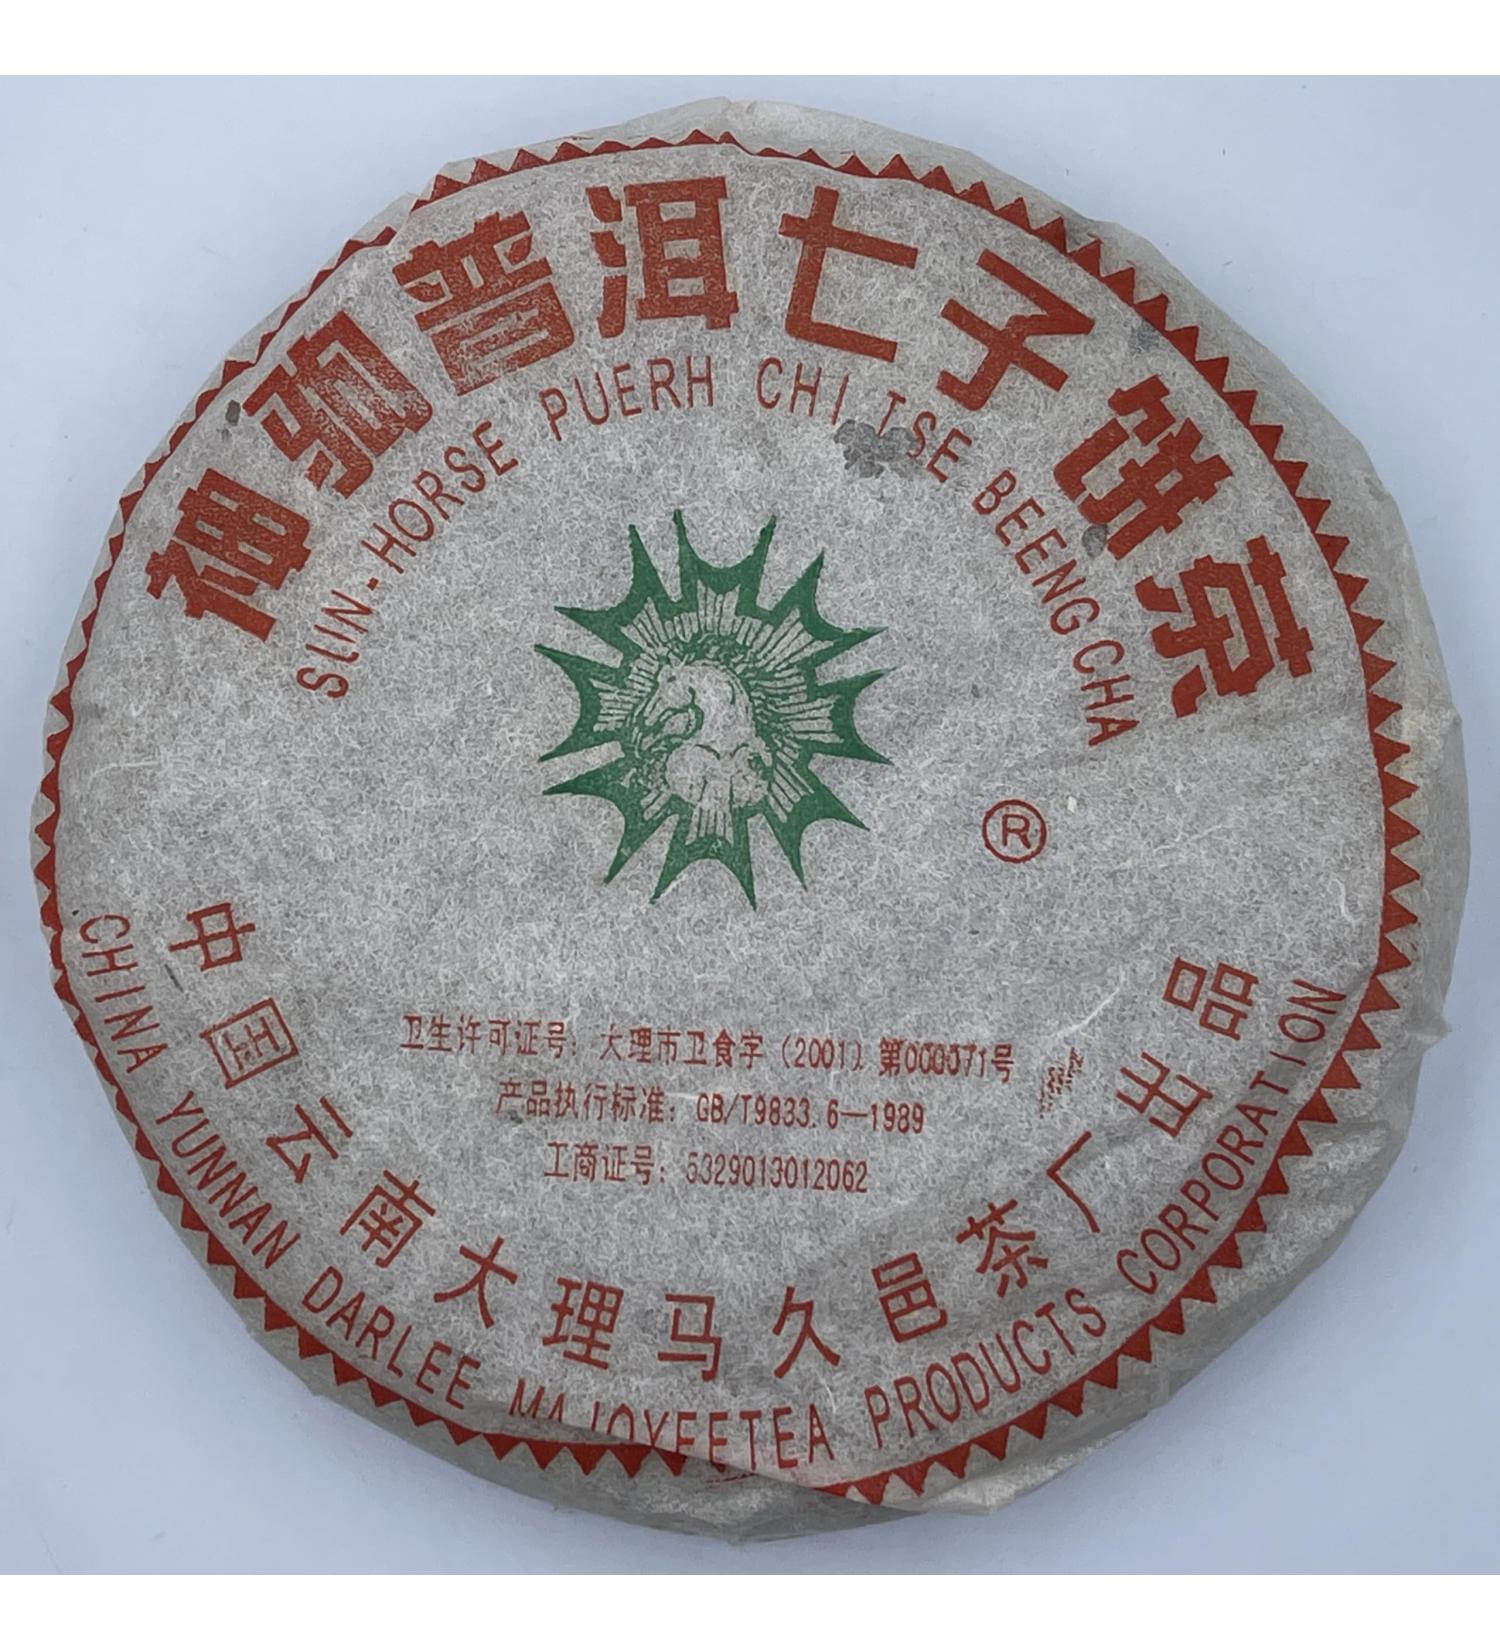 神驹普洱七子饼茶
SUN-HORSE PUERH CHI TSE BEENG CHA
®
卫生许可证号：大理市卫食字（2001）第000071号
产品执行标准：GB/T9833.6—1989
工商证号：5329013012062
中国云南大理马久邑茶厂出品
CHINA YUNNAN DARLEE MAJOYEETEA PRODUCTS CORPORATION